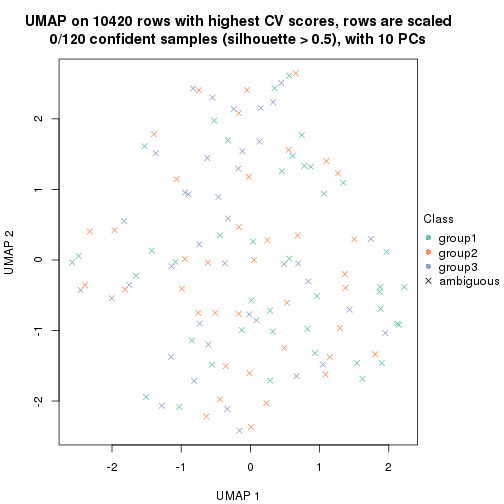 UMAP on 10420 rows with highest CV scores, rows are scaled
0/120 confident samples (silhouette > 0.5), with 10 PCs
UMAP 2
2
1
0
-1
-2
-2
-1
0
1
2
UMAP 1
Class
group1
group2
group3
ambiguous